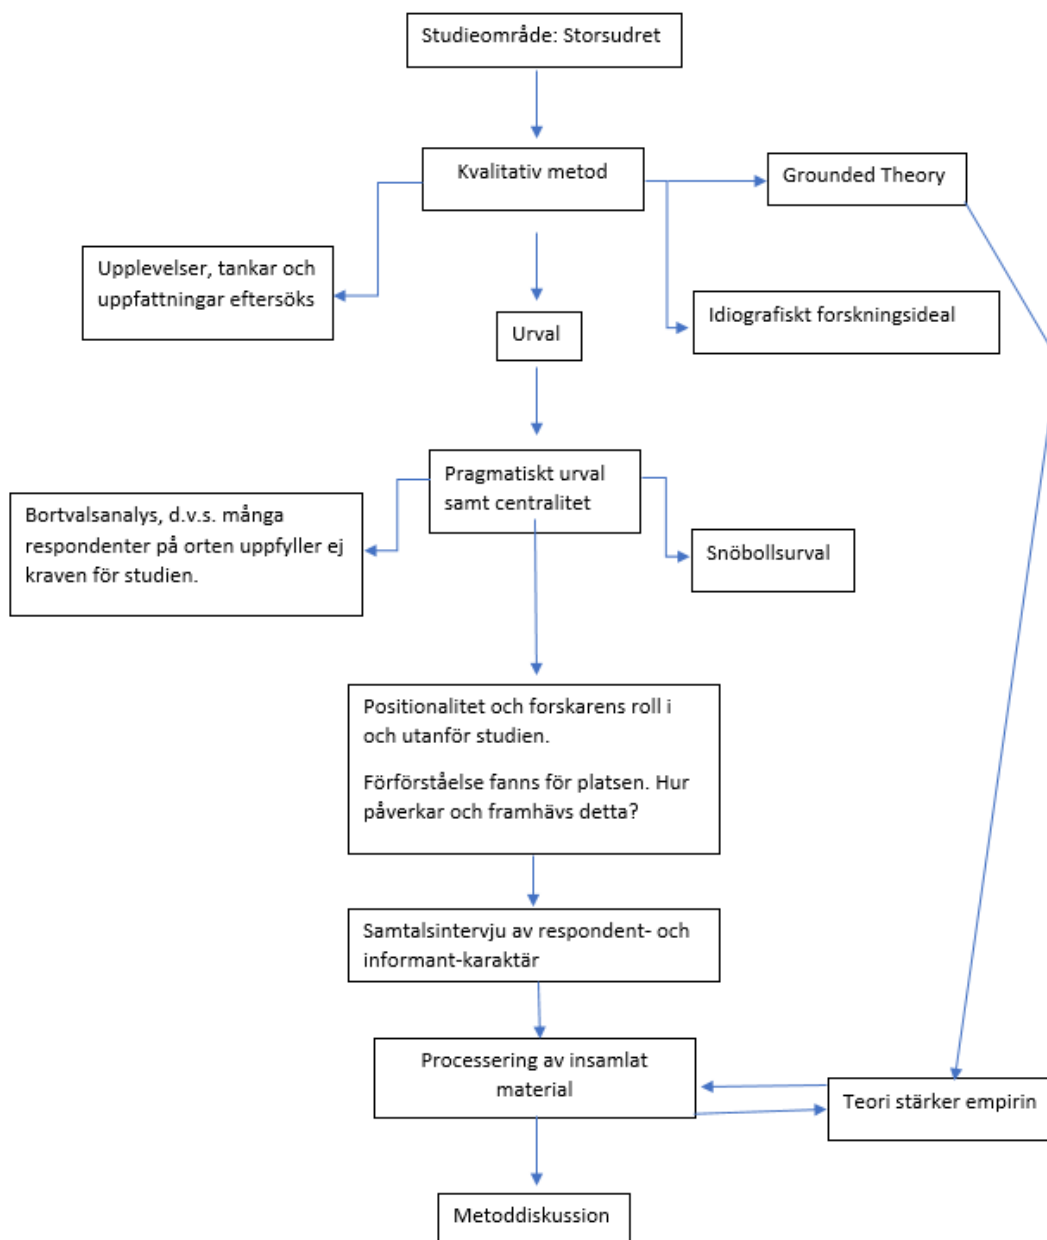 Studieområde: Storsudret
Kvalitativ metod
Grounded Theory
Upplevelser, tankar och
uppfattningar eftersöks
Idiografiskt forskningsideal
Urval
Pragmatiskt urval
samt centralitet
Bortvalsanalys, d.v.s. många
respondenter på orten uppfyller ej
kraven för studien.
Snöbollsurval
Positionalitet och forskarens roll i
och utanför studien.
Förförståelse fanns för platsen. Hur
påverkar och framhävs detta?
Samtalsintervju av respondent- och
informant-karaktär
Processering av insamlat
material
Teori stärker empirin
Metoddiskussion